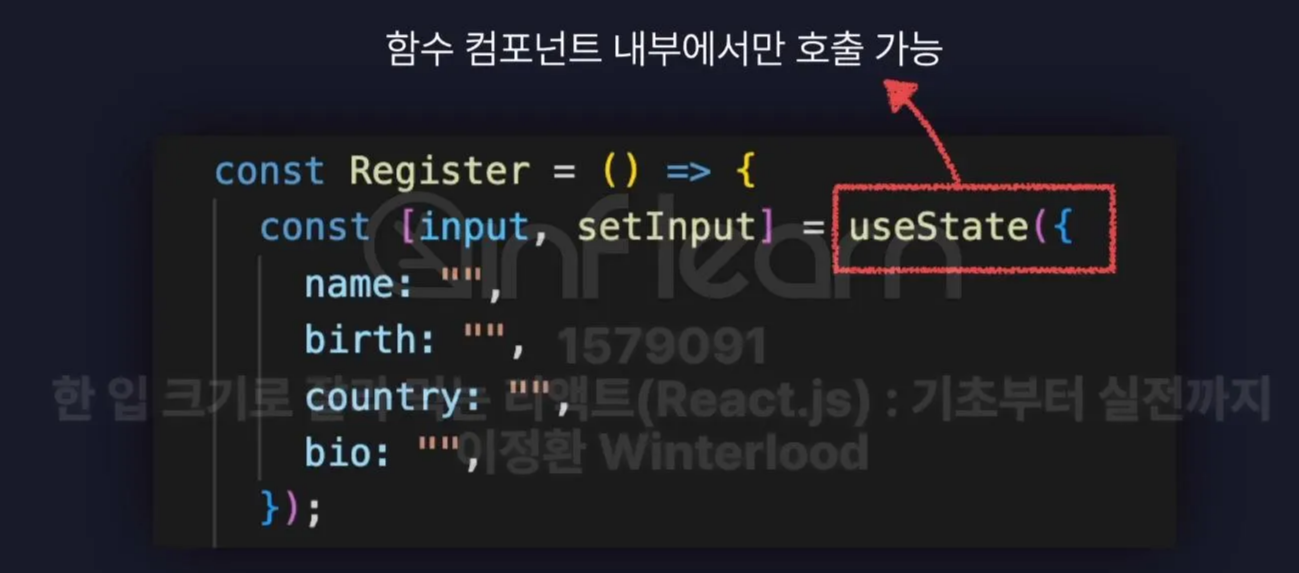 함수 컴포넌트 내부에서만 호출 가능
const Register = () => {
const [input, setInput] = useState({
name: "",
birth: "",
country: "",
bio: "",
});
inflearn
1579091
한 입 크기로 먹는 리액트(React.js) : 기초부터 실전까지
이정환 Winterlood